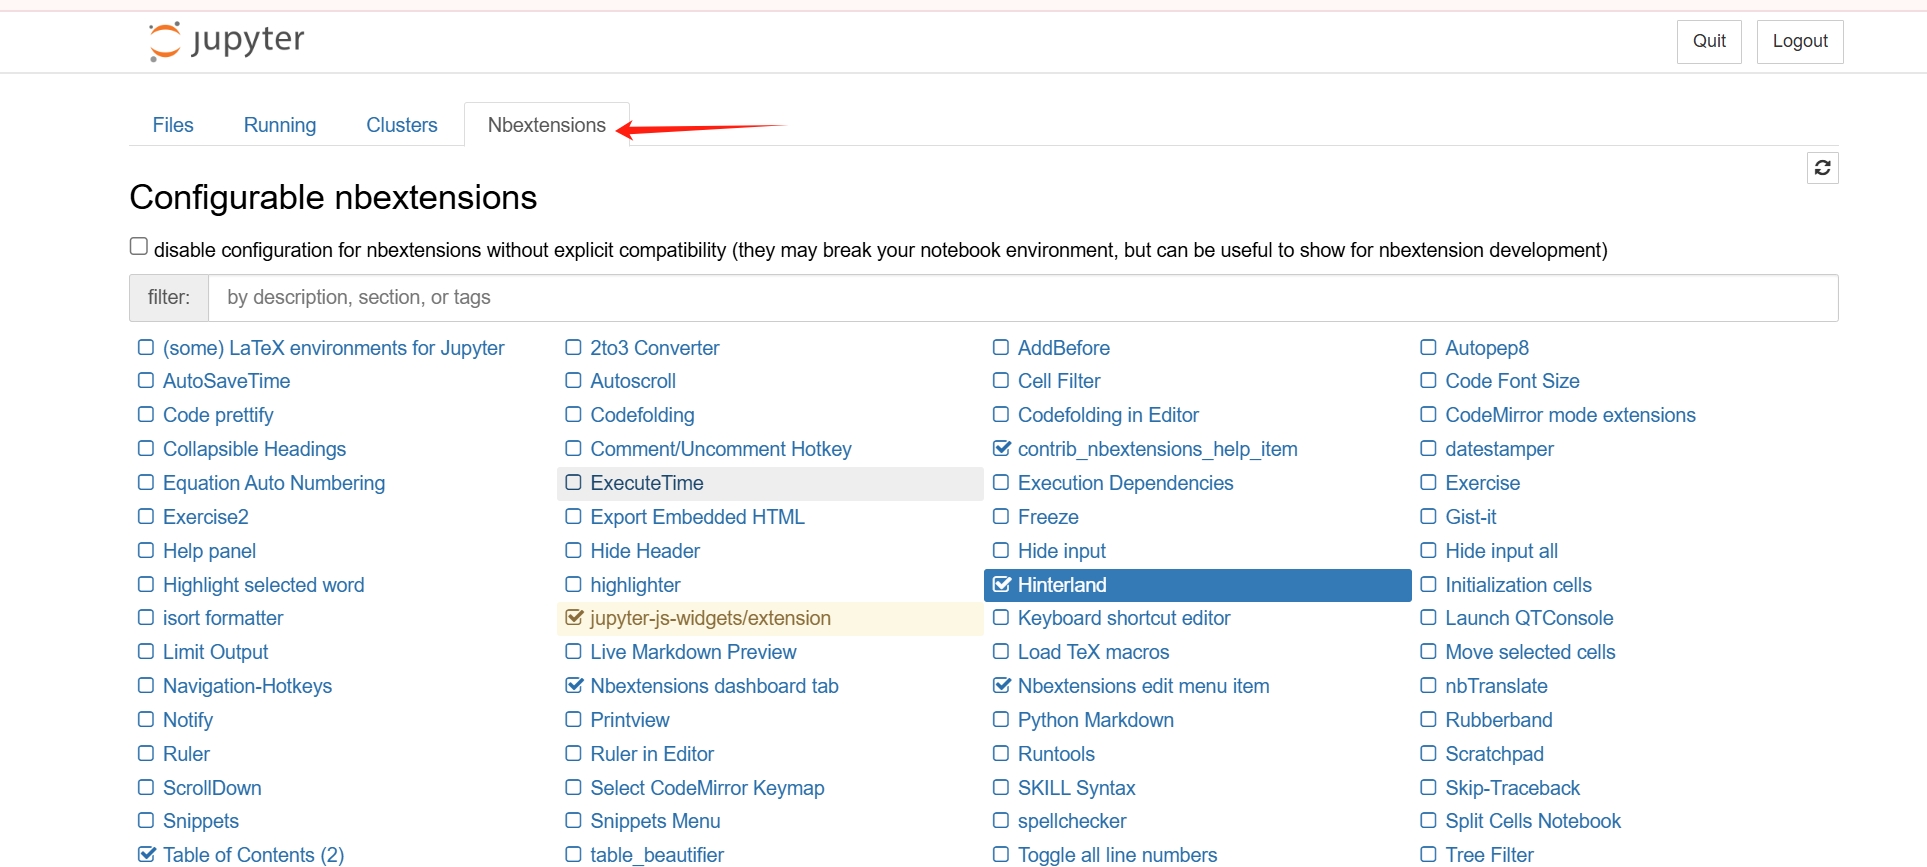 jupyter
Quit
Logout
Files
Running
Clusters
Nbextensions
Configurable nbextensions
disable configuration for nbextensions without explicit compatibility (they may break your notebook environment, but can be useful to show for nbextension development)
filter:
by description, section, or tags
(some) LaTeX environments for Jupyter
2to3 Converter
AddBefore
Autopep8
AutoSaveTime
Autoscroll
Cell Filter
Code Font Size
Code prettify
Codefolding
Codefolding in Editor
CodeMirror mode extensions
Collapsible Headings
Comment/Uncomment Hotkey
contrib_nbextensions_help_item
datestamper
Equation Auto Numbering
ExecuteTime
Execution Dependencies
Exercise
Exercise2
Export Embedded HTML
Freeze
Gist-it
Help panel
Hide Header
Hide input
Hide input all
Highlight selected word
highlighter
Hinterland
Initialization cells
isort formatter
jupyter-js-widgets/extension
Keyboard shortcut editor
Launch QTConsole
Limit Output
Live Markdown Preview
Load TeX macros
Move selected cells
Navigation-Hotkeys
Nbextensions dashboard tab
Nbextensions edit menu item
nbTranslate
Notify
Printview
Python Markdown
Rubberband
Ruler
Ruler in Editor
Runtools
Scratchpad
ScrollDown
Select CodeMirror Keymap
SKILL Syntax
Skip-Traceback
Snippets
Snippets Menu
spellchecker
Split Cells Notebook
Table of Contents (2)
table_beautifier
Toggle all line numbers
Tree Filter